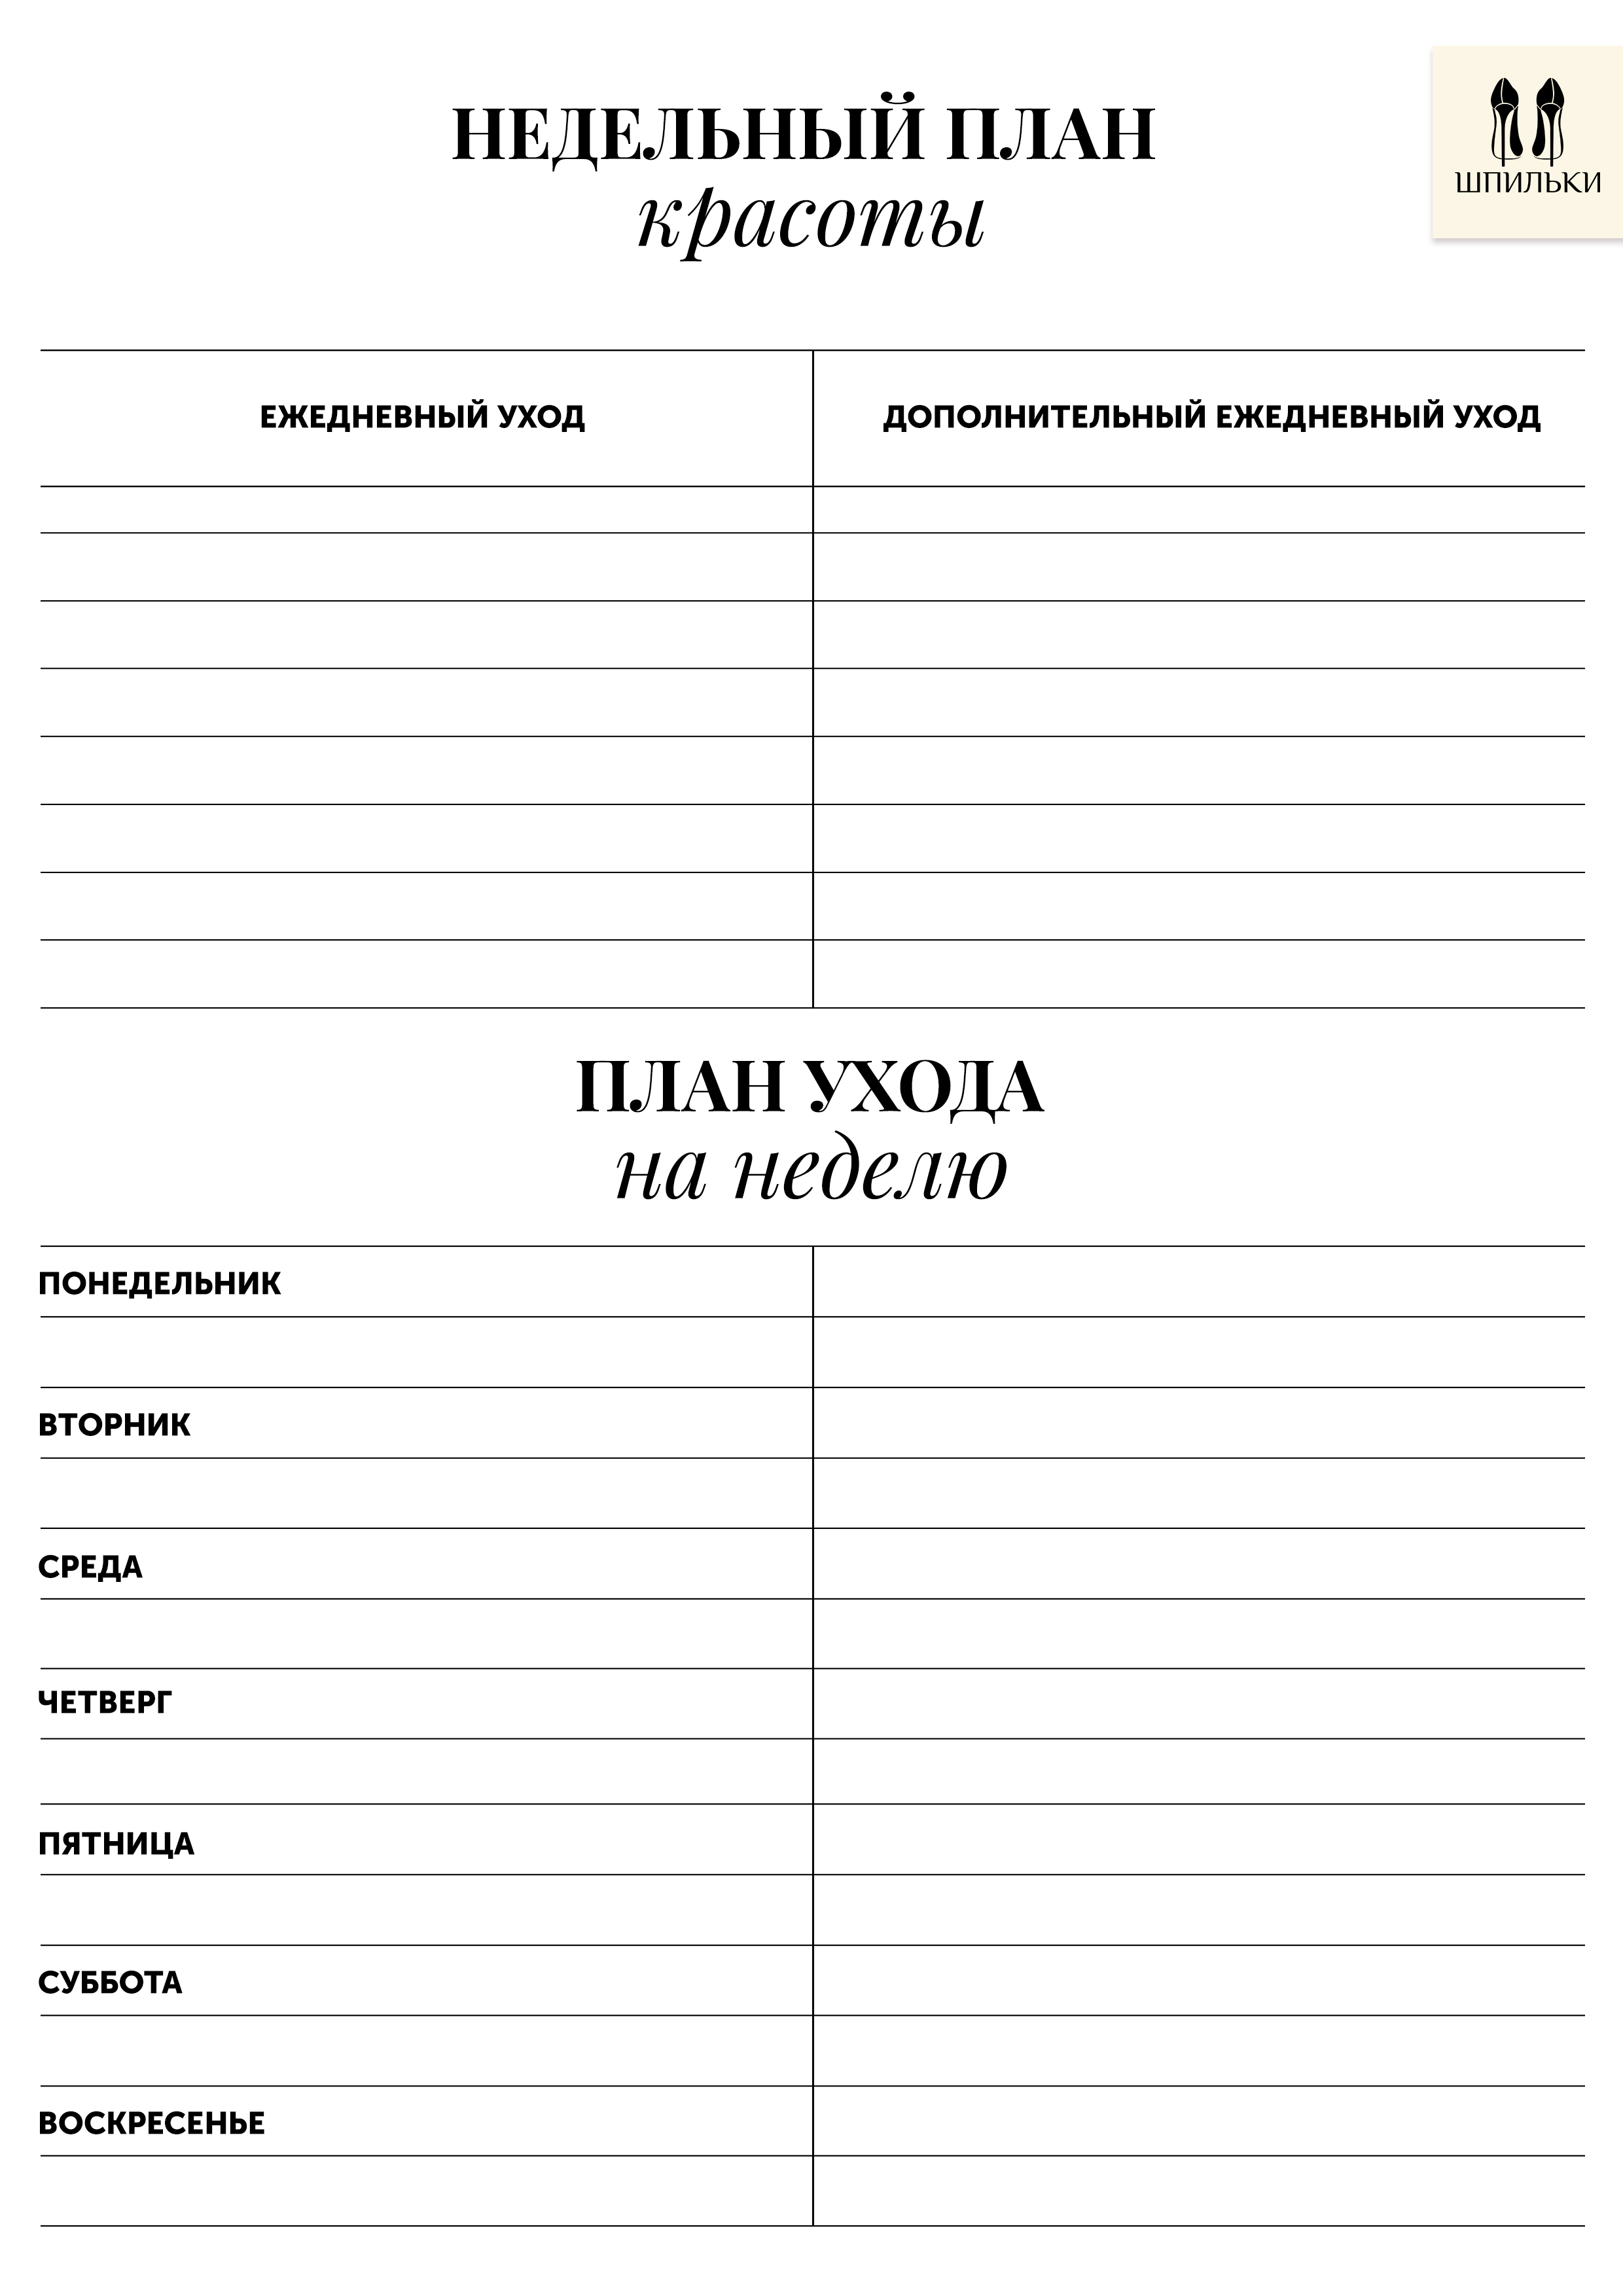 НЕДЕЛЬНЫЙ ПЛАН
красоты
ШПИЛЬКИ
ЕЖЕДНЕВНЫЙ УХОД
ДОПОЛНИТЕЛЬНЫЙ ЕЖЕДНЕВНЫЙ УХОД
ПЛАН УХОДА
на неделю
ПОНЕДЕЛЬНИК
ВТОРНИК
СРЕДА
ЧЕТВЕРГ
ПЯТНИЦА
СУББОТА
ВОСКРЕСЕНЬЕ